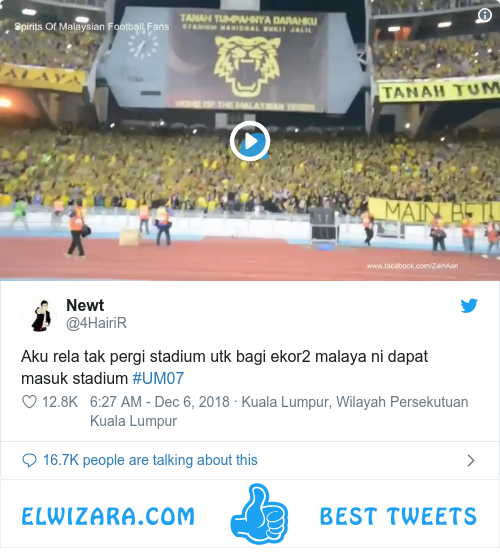 Spirits Of Malaysian Football Fans
TANAH TUMPAHNYA DARAHKU
STADIUM NASIONAL BUKIT JALIL
HOME OF THE MALAYAN TIGERS
ALAYA
TANAH TUM
MAIN BE
www.facebook.com/ZainAari
Newt
@4HairiR
Aku rela tak pergi stadium utk bagi ekor2 malaya ni dapat
masuk stadium #UM07
12.8K 6:27 AM - Dec 6, 2018 · Kuala Lumpur, Wilayah Persekutuan
Kuala Lumpur
16.7K people are talking about this
ELWIZARA.COM BEST TWEETS